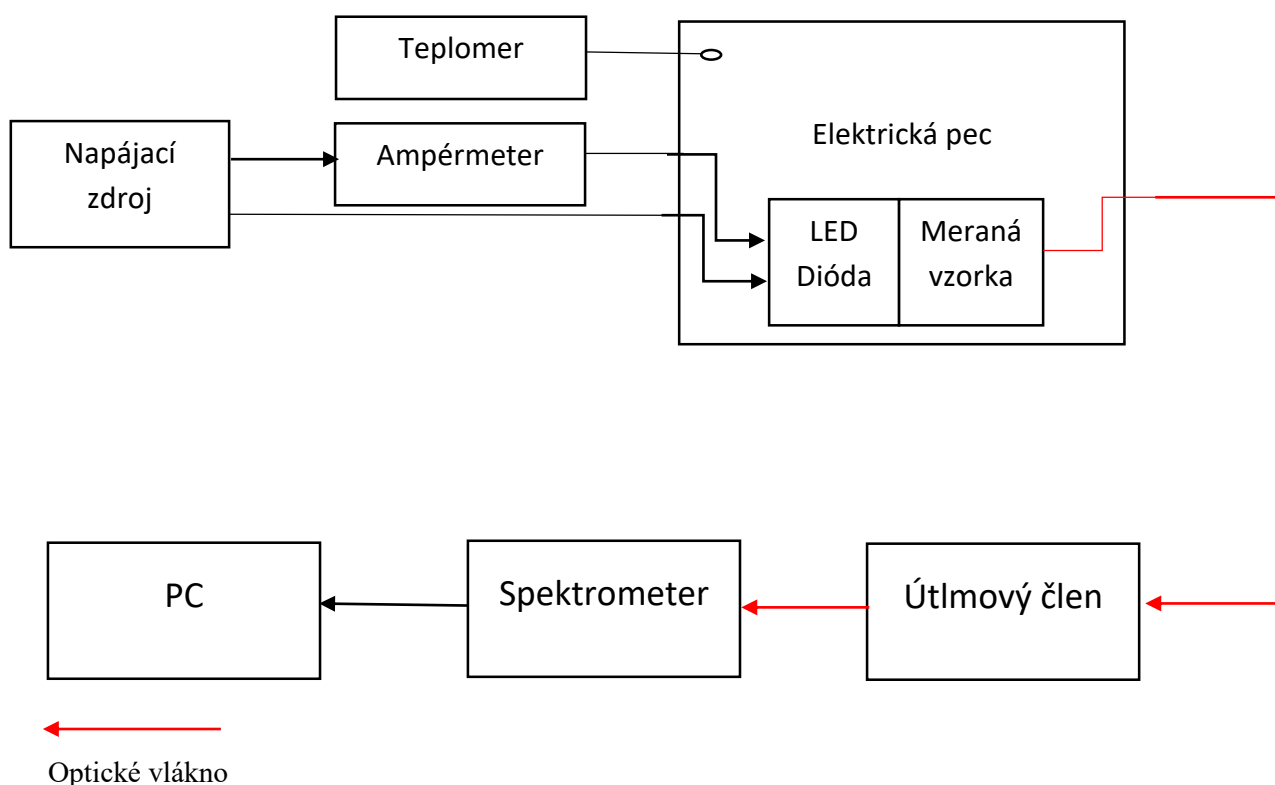 Teplomer
Napájací
zdroj
Ampérmeter
Elektrická pec
LED
Dióda
Meraná
vzorka
PC
Spektrometer
Útlmový člen
Optické vlákno